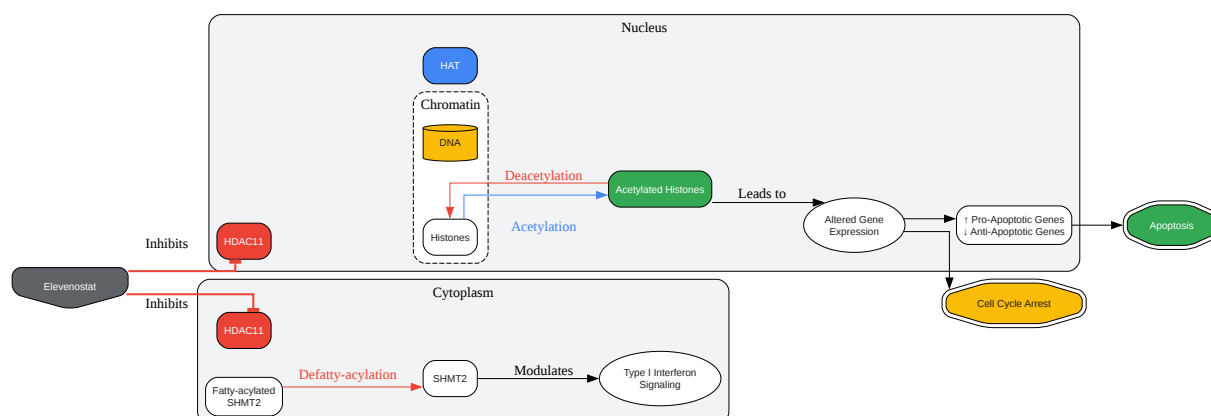 Nucleus
HAT
Chromatin
DNA
Deacetylation
Acetylated Histones
Leads to
Acetylation
Histones
Altered Gene
Expression
↑ Pro-Apoptotic Genes
↓ Anti-Apoptotic Genes
Apoptosis
Inhibits
HDAC11
Elevenostat
Inhibits
Cytoplasm
Cell Cycle Arrest
HDAC11
Defatty-acylation
Fatty-acylated
SHMT2
SHMT2
Modulates
Type I Interferon
Signaling